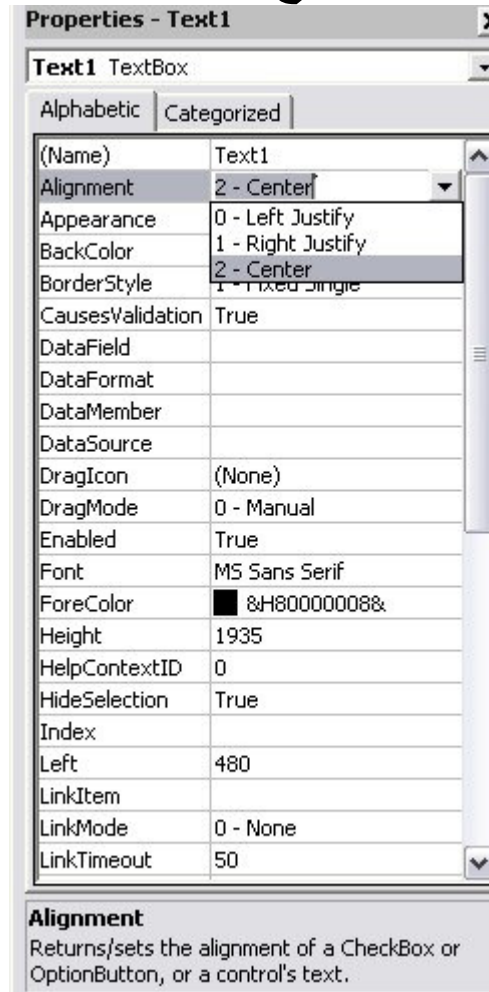 Properties - Text1
Text1 TextBox
Alphabetic Categorized
(Name) Text1
Alignment 2 - Center
Appearance 0 - Left Justify
BackColor 1 - Right Justify
2 - Center
BorderStyle 1 - Fixed Single
CausesValidation True
DataField
DataFormat
DataMember
DataSource
DragIcon (None)
DragMode 0 - Manual
Enabled True
Font MS Sans Serif
ForeColor &H80000008&
Height 1935
HelpContextID 0
HideSelection True
Index
Left 480
LinkItem
LinkMode 0 - None
LinkTimeout 50
Alignment
Returns/sets the alignment of a CheckBox or
OptionButton, or a control's text.